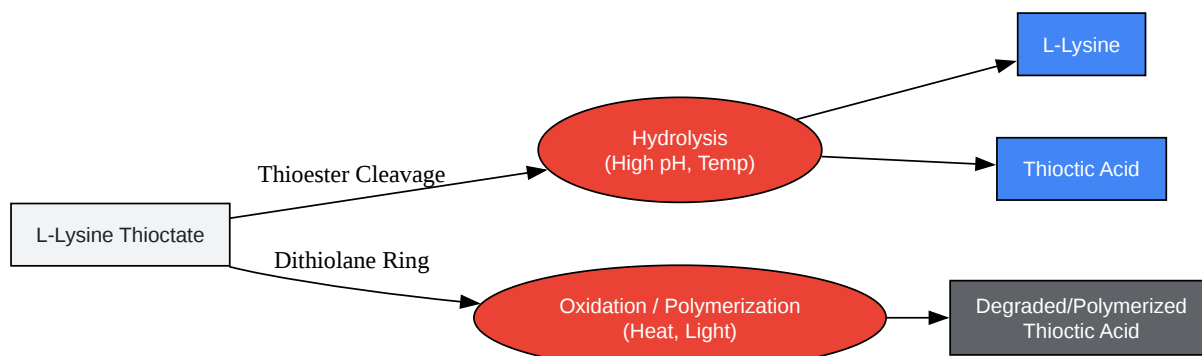 L-Lysine Thioctate
Thioester Cleavage
Dithiolane Ring
Hydrolysis
(High pH, Temp)
Oxidation / Polymerization
(Heat, Light)
L-Lysine
Thioctic Acid
Degraded/Polymerized
Thioctic Acid